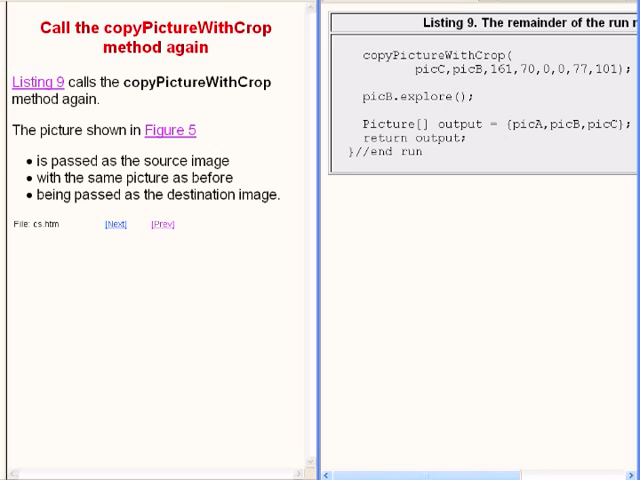 Call the copyPictureWithCrop
method again
Listing 9 calls the copyPictureWithCrop
method again.
The picture shown in Figure 5
• is passed as the source image
• with the same picture as before
• being passed as the destination image.
File: cs.htm [Next] [Prev]
Listing 9. The remainder of the run
copyPictureWithCrop(
picC,picB,161,70,0,0,77,101);
picB.explore();
Picture[] output = {picA,picB,picC};
return output;
}//end run